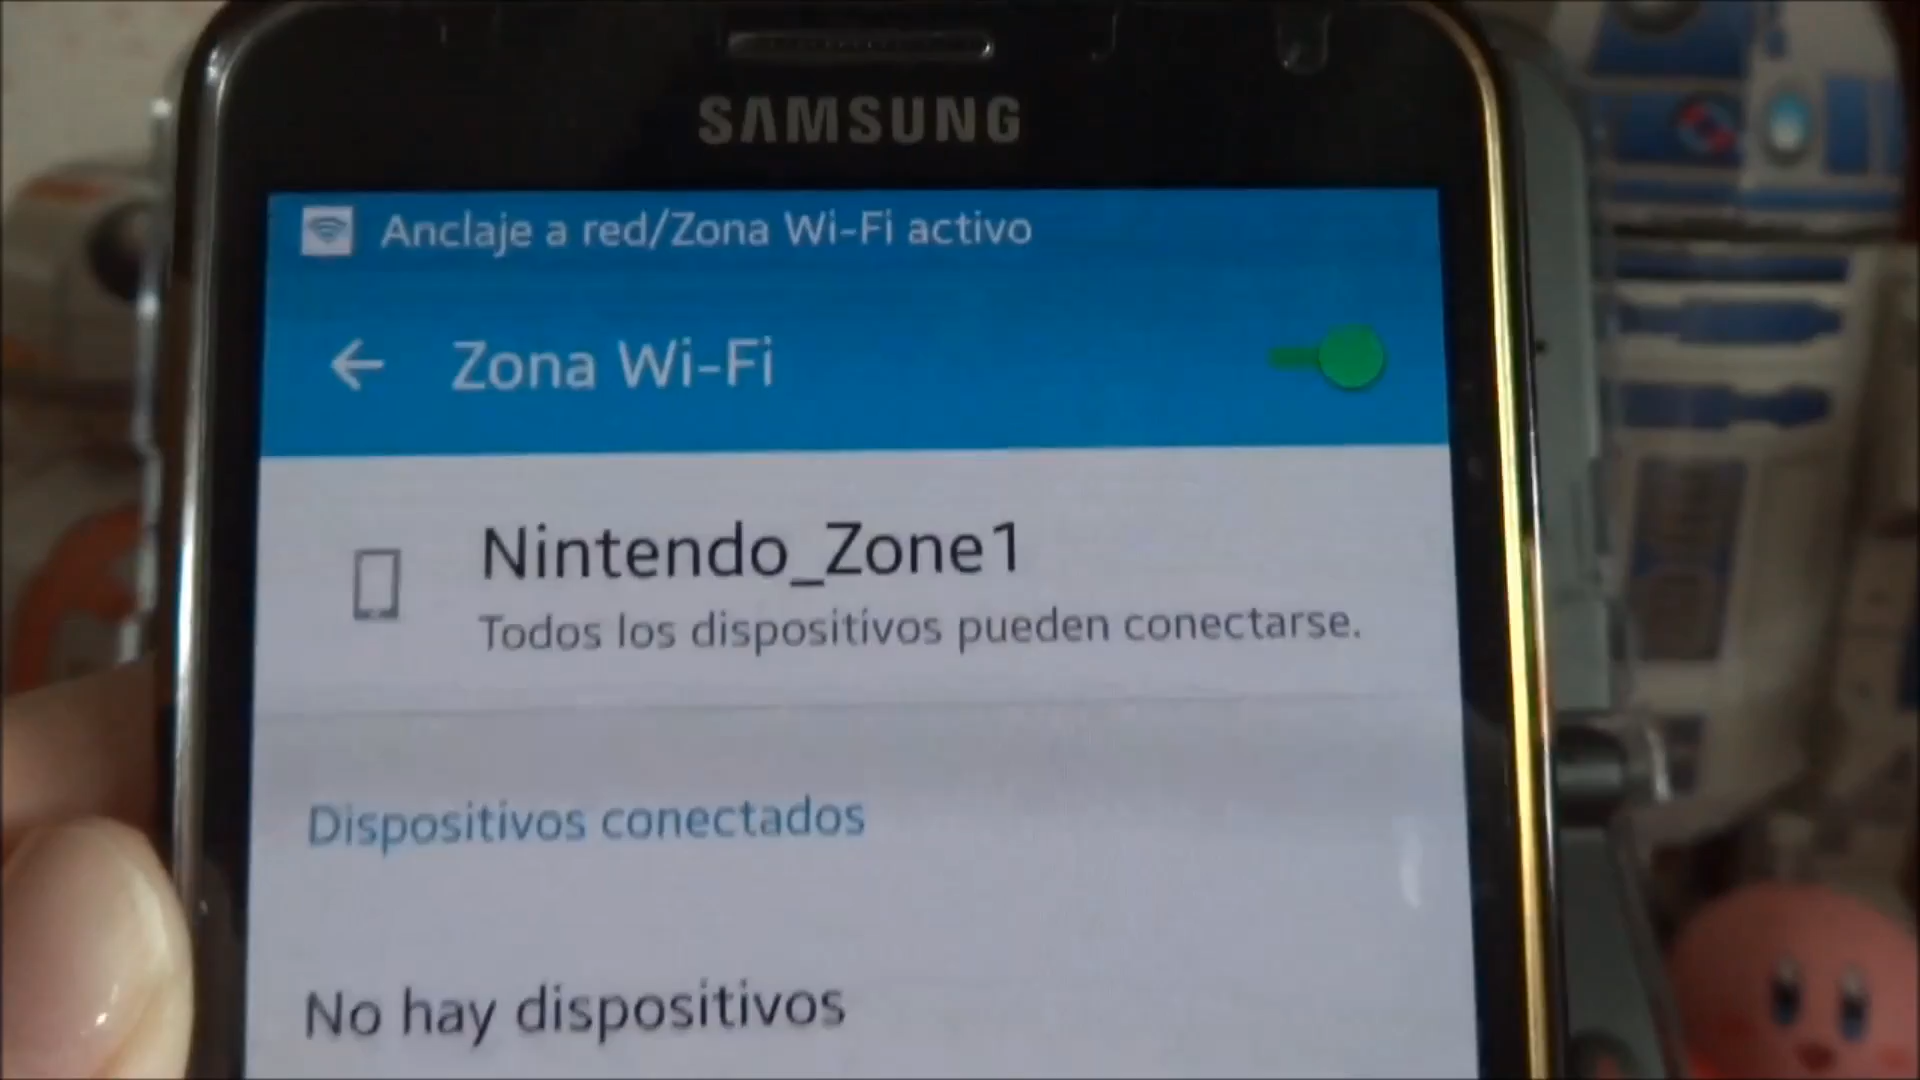 SAMSUNG
Anclaje a red/Zona Wi-Fi activo
Zona Wi-Fi
Nintendo_Zone1
Todos los dispositivos pueden conectarse.
Dispositivos conectados
No hay dispositivos